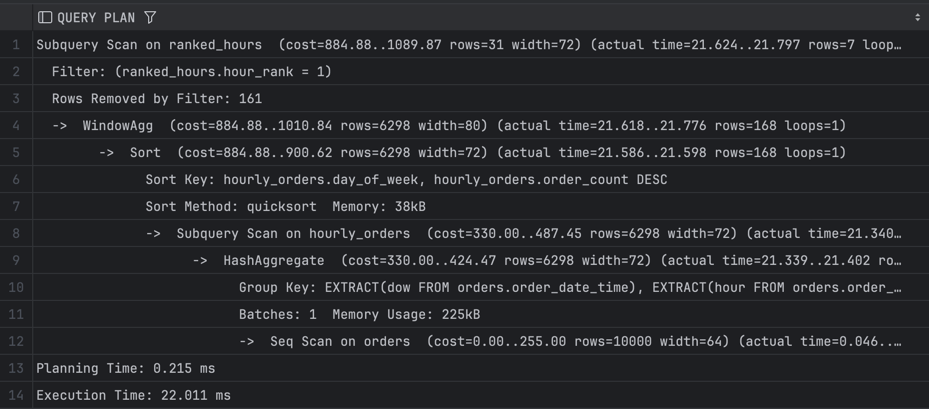 QUERY PLAN
1 Subquery Scan on ranked_hours (cost=884.88..1089.87 rows=31 width=72) (actual time=21.624..21.797 rows=7 loop…
2 Filter: (ranked_hours.hour_rank = 1)
3 Rows Removed by Filter: 161
4 -> WindowAgg (cost=884.88..1010.84 rows=6298 width=80) (actual time=21.618..21.776 rows=168 loops=1)
5 -> Sort (cost=884.88..900.62 rows=6298 width=72) (actual time=21.586..21.598 rows=168 loops=1)
6 Sort Key: hourly_orders.day_of_week, hourly_orders.order_count DESC
7 Sort Method: quicksort Memory: 38kB
8 -> Subquery Scan on hourly_orders (cost=330.00..487.45 rows=6298 width=72) (actual time=21.340…
9 -> HashAggregate (cost=330.00..424.47 rows=6298 width=72) (actual time=21.339..21.402 ro…
10 Group Key: EXTRACT(dow FROM orders.order_date_time), EXTRACT(hour FROM orders.order_…
11 Batches: 1 Memory Usage: 225kB
12 -> Seq Scan on orders (cost=0.00..255.00 rows=10000 width=64) (actual time=0.046..…
13 Planning Time: 0.215 ms
14 Execution Time: 22.011 ms